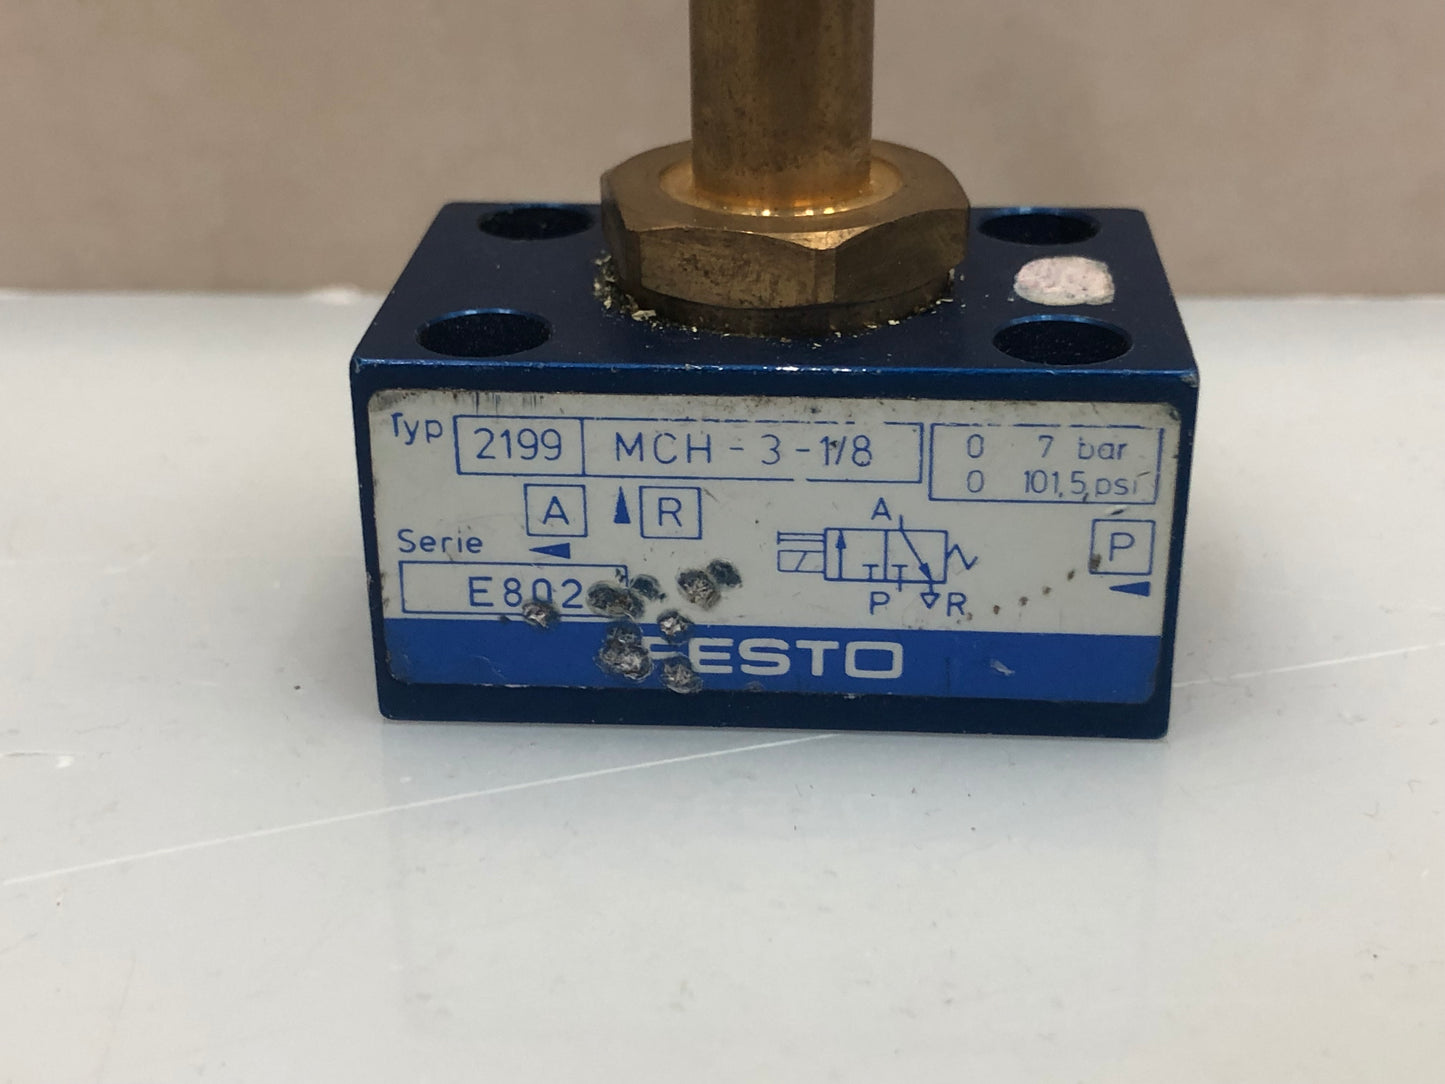 Typ 2199 MCH-3-1/8 0 7 bar
0 101,5 psi
A R
Serie
E802
A
P
P R
FESTO